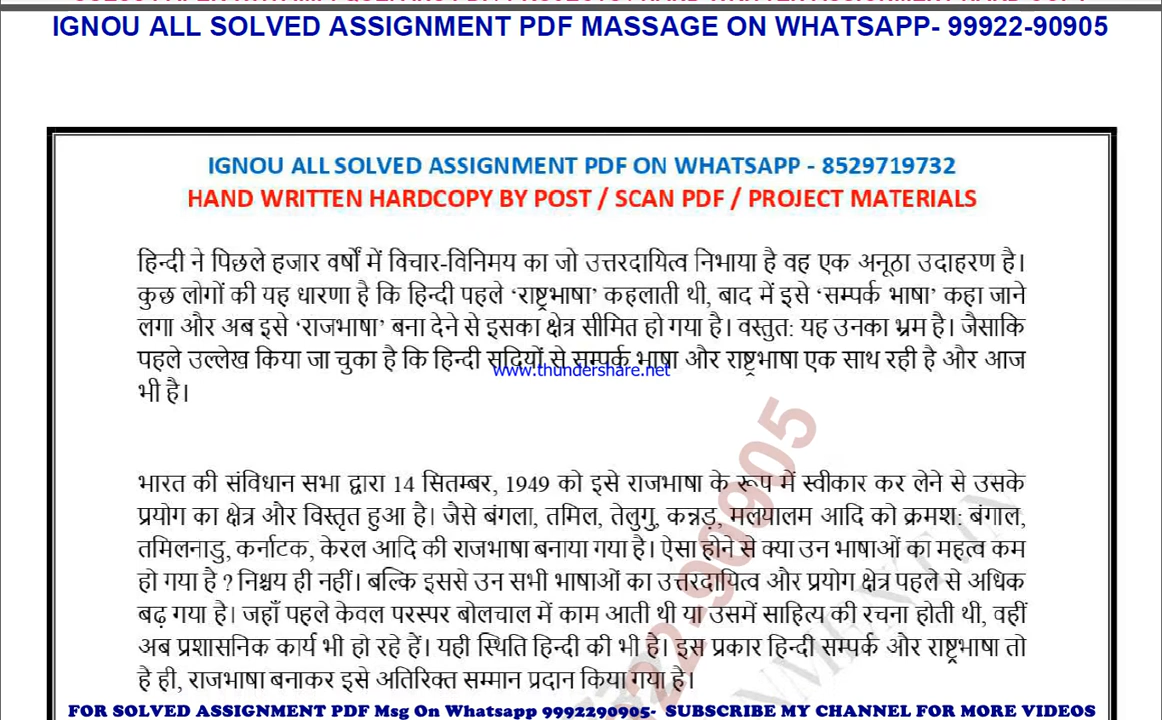 IGNOU ALL SOLVED ASSIGNMENT PDF MASSAGE ON WHATSAPP- 99922-90905
IGNOU ALL SOLVED ASSIGNMENT PDF ON WHATSAPP - 8529719732
HAND WRITTEN HARDCOPY BY POST / SCAN PDF / PROJECT MATERIALS
हिन्दी ने पिछले हजार वर्षों में विचार-विनिमय का जो उत्तरदायित्व निभाया है वह एक अनूठा उदाहरण है।
कुछ लोगों की यह धारणा है कि हिन्दी पहले ‘राष्ट्रभाषा’ कहलाती थी, बाद में इसे ‘सम्पर्क भाषा’ कहा जाने
लगा और अब इसे ‘राजभाषा’ बना देने से इसका क्षेत्र सीमित हो गया है। वस्तुत: यह उनका भ्रम है। जैसाकि
पहले उल्लेख किया जा चुका है कि हिन्दी सदियों से सम्पर्क भाषा और राष्ट्रभाषा एक साथ रही है और आज
www.thundershare.net
भी है।
भारत की संविधान सभा द्वारा 14 सितम्बर, 1949 को इसे राजभाषा के रूप में स्वीकार कर लेने से उसके
प्रयोग का क्षेत्र और विस्तृत हुआ है। जैसे बंगला, तमिल, तेलुगु, कन्नड़, मलयालम आदि को क्रमश: बंगाल,
तमिलनाडु, कर्नाटक, केरल आदि की राजभाषा बनाया गया है। ऐसा होने से क्या उन भाषाओं का महत्व कम
हो गया है ? निश्चय ही नहीं। बल्कि इससे उन सभी भाषाओं का उत्तरदायित्व और प्रयोग क्षेत्र पहले से अधिक
बढ़ गया है। जहाँ पहले केवल परस्पर बोलचाल में काम आती थी या उसमें साहित्य की रचना होती थी, वहीं
अब प्रशासनिक कार्य भी हो रहे हैं। यही स्थिति हिन्दी की भी है। इस प्रकार हिन्दी सम्पर्क और राष्ट्रभाषा तो
है ही, राजभाषा बनाकर इसे अतिरिक्त सम्मान प्रदान किया गया है।
FOR SOLVED ASSIGNMENT PDF Msg On Whatsapp 9992290905- SUBSCRIBE MY CHANNEL FOR MORE VIDEOS